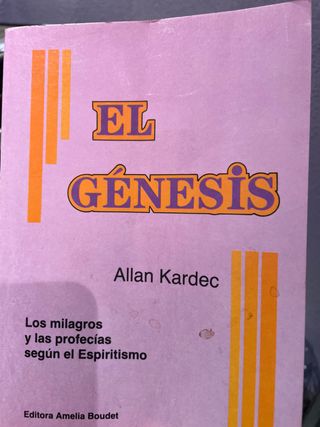 EL
GÉNESIS
Allan Kardec
Los milagros
y las profecías
según el Espiritismo
Editora Amelia Boudet